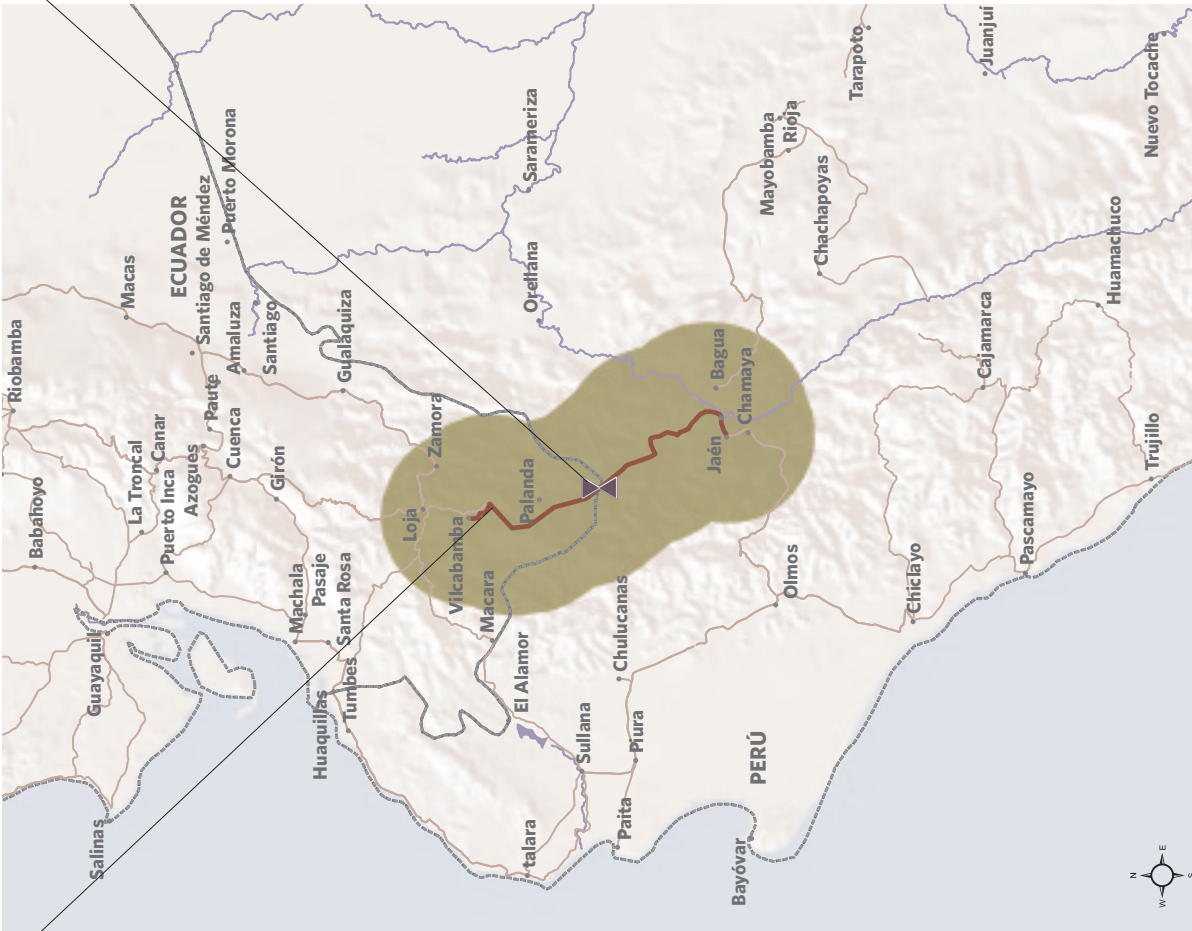 Riobamba
Babahoyo
Macas
ECUADOR
Santiago de Méndez
Puerto Morona
La Troncal
Canar
Puerto Inca
Azogues
Paute
Amaluza
Santiago
Cuenca
Girón
Gualaquiza
Guayaquil
Salinas
Machala
Pasaje
Santa Rosa
Huaquillas
Tumbes
Loja
Zamora
Vilcabamba
Palanda
Macara
El Alamor
talara
Sullana
Chulucanas
Paita
Piura
Orellana
Sarameriza
Bagua
Chamaya
Jaén
Mayobamba
Rioja
Tarapoto
Juanjuí
Chachapoyas
Nuevo Tocache
PERÚ
Bayóvar
Olmos
Chiclayo
Cajamarca
Huamachuco
Pascamayo
Trujillo
N
W
E
S